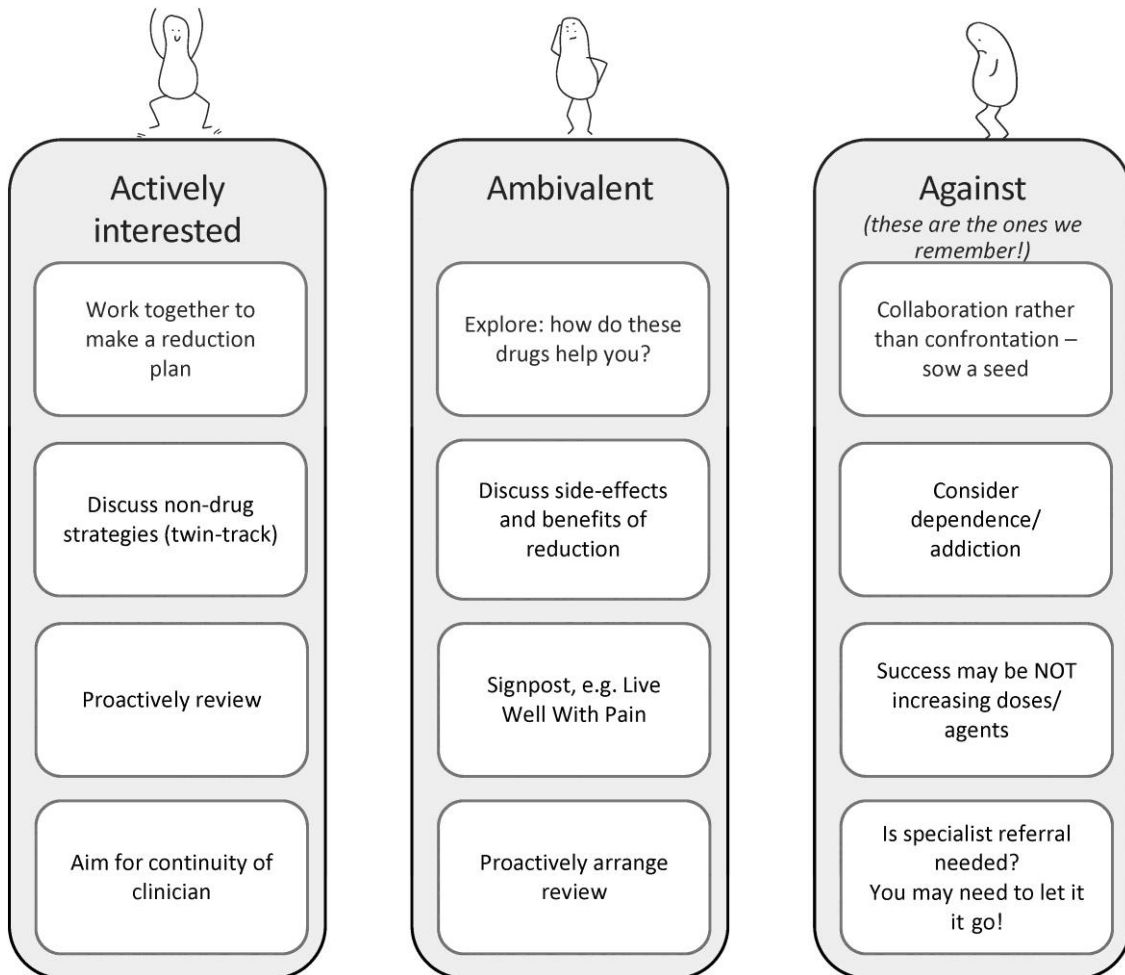 Actively
interested
Work together to
make a reduction
plan
Discuss non-drug
strategies (twin-track)
Proactively review
Aim for continuity of
clinician
Ambivalent
Explore: how do these
drugs help you?
Discuss side-effects
and benefits of
reduction
Signpost, e.g. Live
Well With Pain
Proactively arrange
review
Against
(these are the ones we
remember!)
Collaboration rather
than confrontation –
sow a seed
Consider
dependence/
addiction
Success may be NOT
increasing doses/
agents
Is specialist referral
needed?
You may need to let it
it go!